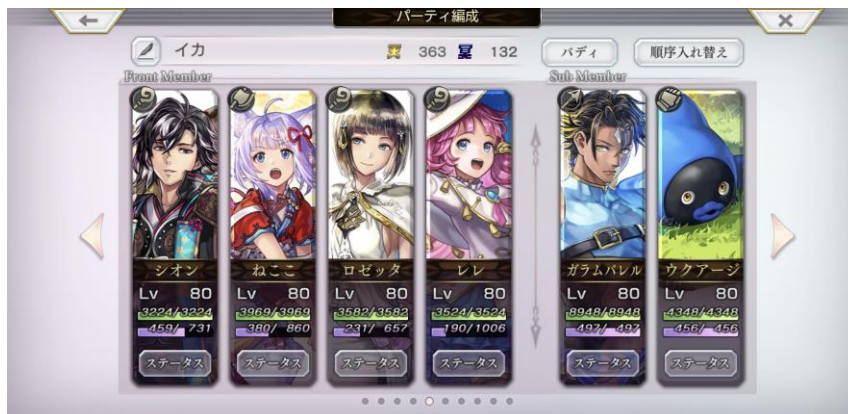 パーティ編成
イカ 363 冥 132 バディ 順序入れ替え
Front Member Sub Member
シオン ねここ ロゼッタ レレ ガラムバレル ウクアージ
Lv 80 Lv 80 Lv 80 Lv 80 Lv 80 Lv 80
3224/3224 3969/3969 3582/3582 3524/3524 8948/8948 4348/4348
459/ 731 380/ 860 231/ 657 190/1006 497/ 497 456/ 456
ステータス ステータス ステータス ステータス ステータス ステータス